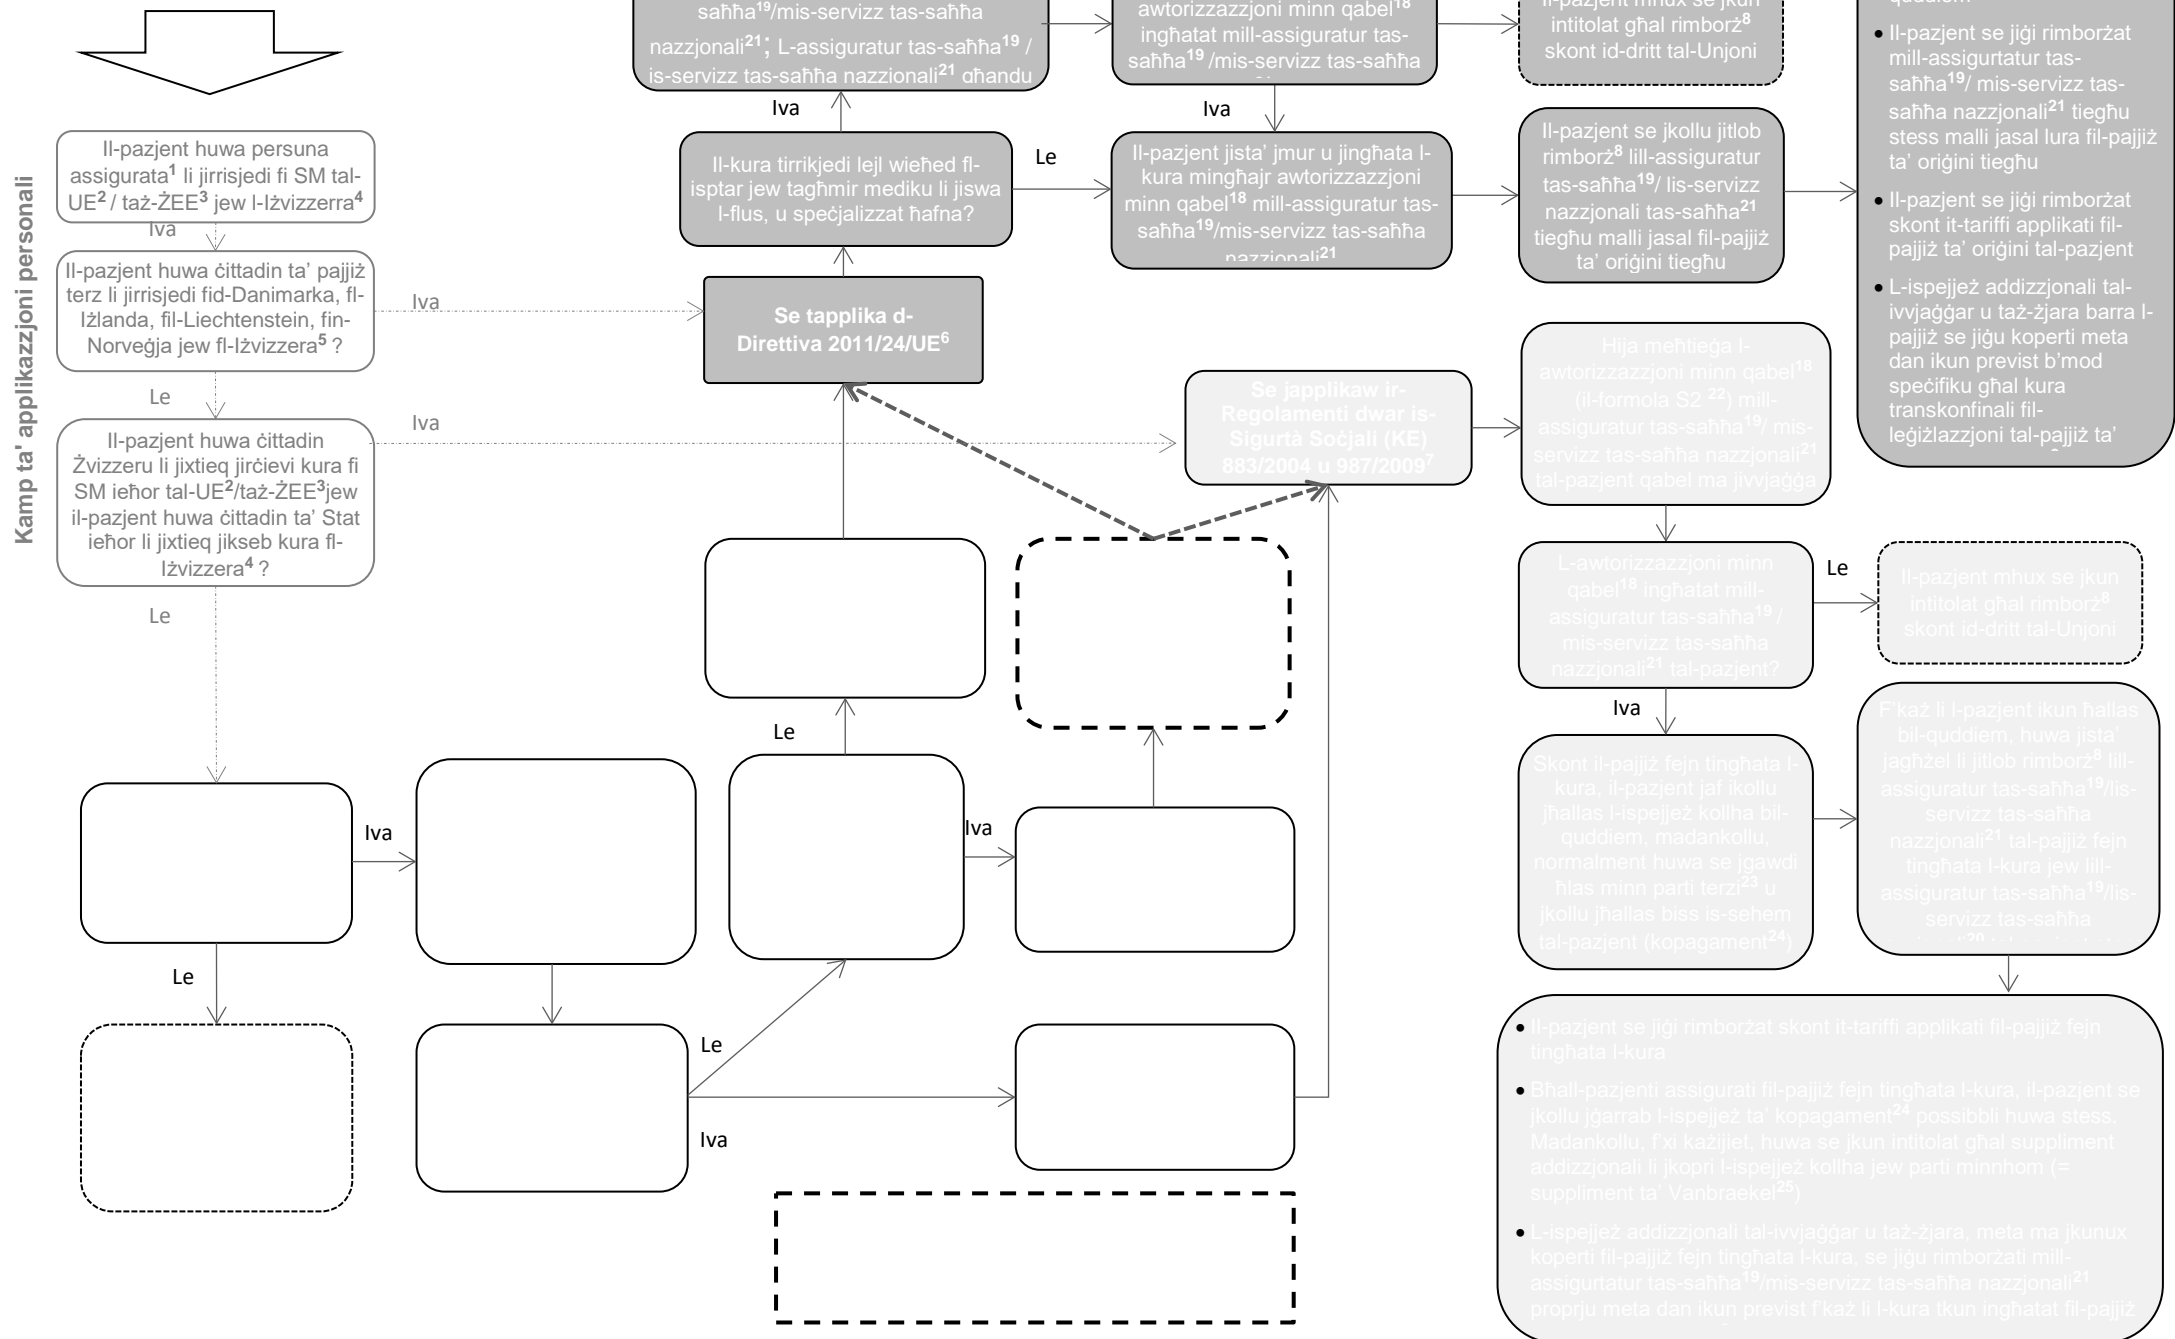 Kamp ta' applikazzjoni personali
Il-pazjent huwa persuna
assigurata1 li jirrisjedi fi SM tal-
UE2 / taż-ŻEE3 jew l-Iżvizzerra4
Iva
Il-pazjent huwa ċittadin ta’ pajjiż
terz li jirrisjedi fid-Danimarka, fl-
Iżlanda, fil-Liechtenstein, fin-
Norveġja jew fl-Iżvizzera5 ?
Iva
Le
Il-pazjent huwa ċittadin
Żvizzeru li jixtieq jirċievi kura fi
SM ieħor tal-UE2/taż-ŻEE3jew
il-pazjent huwa ċittadin ta’ Stat
ieħor li jixtieq jikseb kura fl-
Iżvizzera4 ?
Iva
Le
Iva
Le
Le
Iva
Le
Iva
saħħa19/mis-servizz tas-saħħa
nazzjonali21; L-assiguratur tas-saħħa19 /
is-servizz tas-saħħa nazzionali21 għandu
Iva
Il-kura tirrikjedi lejl wieħed fl-
isptar jew tagħmir mediku li jiswa
l-flus, u speċjalizzat ħafna?
Le
Se tapplika d-
Direttiva 2011/24/UE6
awtorizzazzjoni minn qabel18
ingħatat mill-assiguratur tas-
saħħa19 /mis-servizz tas-saħħa
Iva
Il-pazjent jista’ jmur u jingħata l-
kura mingħajr awtorizzazzjoni
minn qabel18 mill-assiguratur tas-
saħħa19/mis-servizz tas-saħħa
nazzjonali21
Il-pazjent mhux se jkun
intitolat għal rimborż8
skont id-dritt tal-Unjoni
Il-pazjent se jkollu jitlob
rimborż8 lill-assiguratur
tas-saħħa19/ lis-servizz
nazzjonali tas-saħħa21
tiegħu malli jasal fil-pajjiż
ta’ oriġini tiegħu
quddiem
• Il-pazjent se jiġi rimborżat
mill-assigurtatur tas-
saħħa19/ mis-servizz tas-
saħħa nazzjonali21 tiegħu
stess malli jasal lura fil-pajjiż
ta’ oriġini tiegħu
• Il-pazjent se jiġi rimborżat
skont it-tariffi applikati fil-
pajjiż ta’ oriġini tal-pazjent
• L-ispejjeż addizzjonali tal-
ivvjaġġar u taż-żjara barra l-
pajjiż se jiġu koperti meta
dan ikun previst b’mod
speċifiku għal kura
transkonfinali fil-
leġiżlazzjoni tal-pajjiż ta’
Se japplikaw ir-
Regolamenti dwar is-
Sigurtà Soċjali (KE)
883/2004 u 987/20097
Hija meħtieġa l-
awtorizzazzjoni minn qabel18
(il-formola S2 22) mill-
assiguratur tas-saħħa19/ mis-
servizz tas-saħħa nazzjonali21
tal-pazjent qabel ma jivvjaġġa
L-awtorizzazzjoni minn
qabel18 ingħatat mill-
assiguratur tas-saħħa19 /
mis-servizz tas-saħħa
nazzjonali21 tal-pazjent?
Le
Il-pazjent mhux se jkun
intitolat għal rimborż8
skont id-dritt tal-Unjoni
Iva
Skont il-pajjiż fejn tingħata l-
kura, il-pazjent jaf ikollu
jħallas l-ispejjeż kollha bil-
quddiem, madankollu,
normalment huwa se jgawdi
ħlas minn parti terzi23 u
jkollu jħallas biss is-sehem
tal-pazjent (kopagament24)
F’każ li l-pazjent ikun ħallas
bil-quddiem, huwa jista’
jagħżel li jitlob rimborż8 lill-
assiguratur tas-saħħa19/lis-
servizz tas-saħħa
nazzjonali21 tal-pajjiż fejn
tingħata l-kura jew lill-
assiguratur tas-saħħa19/lis-
servizz tas-saħħa
• Il-pazjent se jiġi rimborżat skont it-tariffi applikati fil-pajjiż fejn
tingħata l-kura
• Bħall-pazjenti assigurati fil-pajjiż fejn tingħata l-kura, il-pazjent se
jkollu jġarrab l-ispejjeż ta’ kopagament24 possibbli huwa stess.
Madankollu, f’xi każijiet, huwa se jkun intitolat għal suppliment
addizzjonali li jkopri l-ispejjeż kollha jew parti minnhom (=
suppliment ta’ Vanbraekel25)
• L-ispejjeż addizzjonali tal-ivvjaġġar u taż-żjara, meta ma jkunux
koperti fil-pajjiż fejn tingħata l-kura, se jiġu rimborżati mill-
assigurtatur tas-saħħa19/mis-servizz tas-saħħa nazzjonali21
proprju meta dan ikun previst f’każ li l-kura tkun ingħatat fil-pajjiż